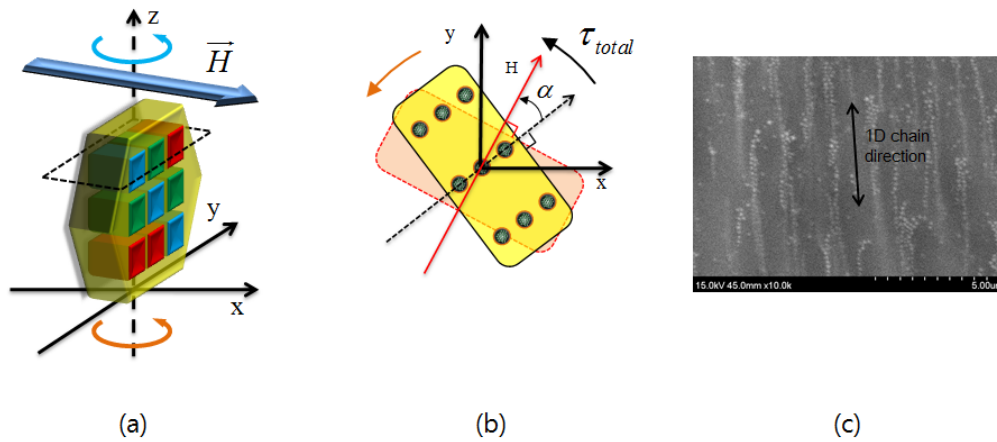 z
H
y
x
(a)
y
H
α
τtotal
x
(b)
1D chain
direction
15.0kV 45.0mm x10.0k
5.00um
(c)